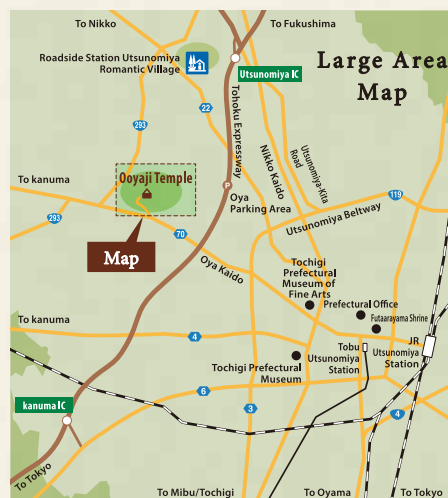 To Nikko
To Fukushima
Roadside Station Utsunomiya
Romantic Village
Utsunomiya IC
Large Area
Map
22
Tohoku Expressway
Nikko Kaido
Utsunomiya-Kita
Road
293
To kanuma
Ooyaji Temple
P
Oya
Parking Area
119
Utsunomiya Beltway
293
70
Map
Oya Kaido
Tochigi
Prefectural
Museum of
Fine Arts
Prefectural Office
Futaarayama Shrine
To kanuma
4
JR
Utsunomiya
Station
Tobu
Utsunomiya
Station
Tochigi Prefectural
Museum
6
kanuma IC
3
4
To Tokyo
To Mibu/Tochigi
To Oyama
To Tokyo